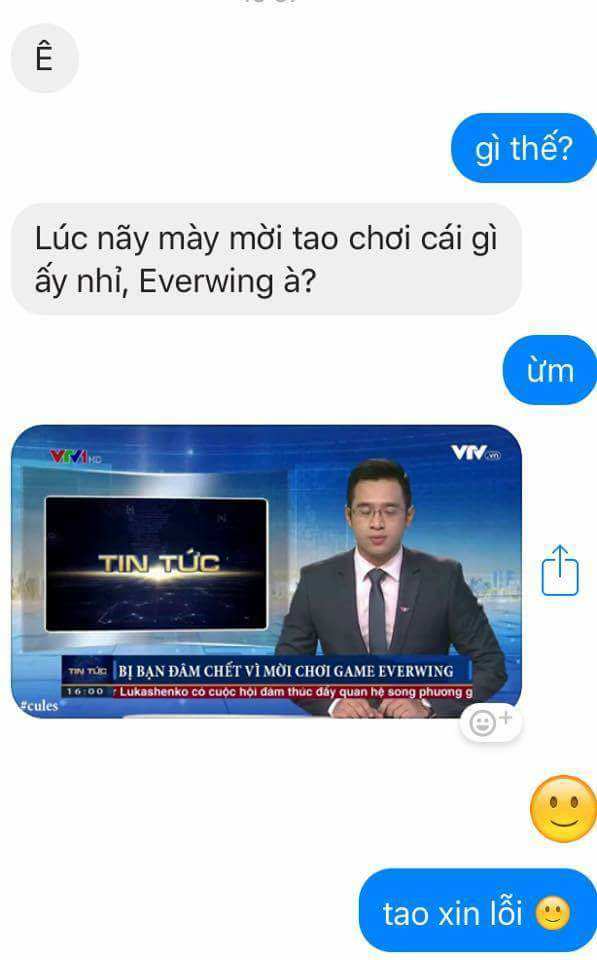 Ê
gì thế?
Lúc nãy mày mời tao chơi cái gì
ấy nhỉ, Everwing à?
ừm
VTV1 HD
VTV.vn
TIN TỨC
TIN TỨC BỊ BẠN ĐÂM CHẾT VÌ MỜI CHƠI GAME EVERWING
16:00 Lukashenko có cuộc hội đàm thúc đẩy quan hệ song phương g
#cules
tao xin lỗi 🙂